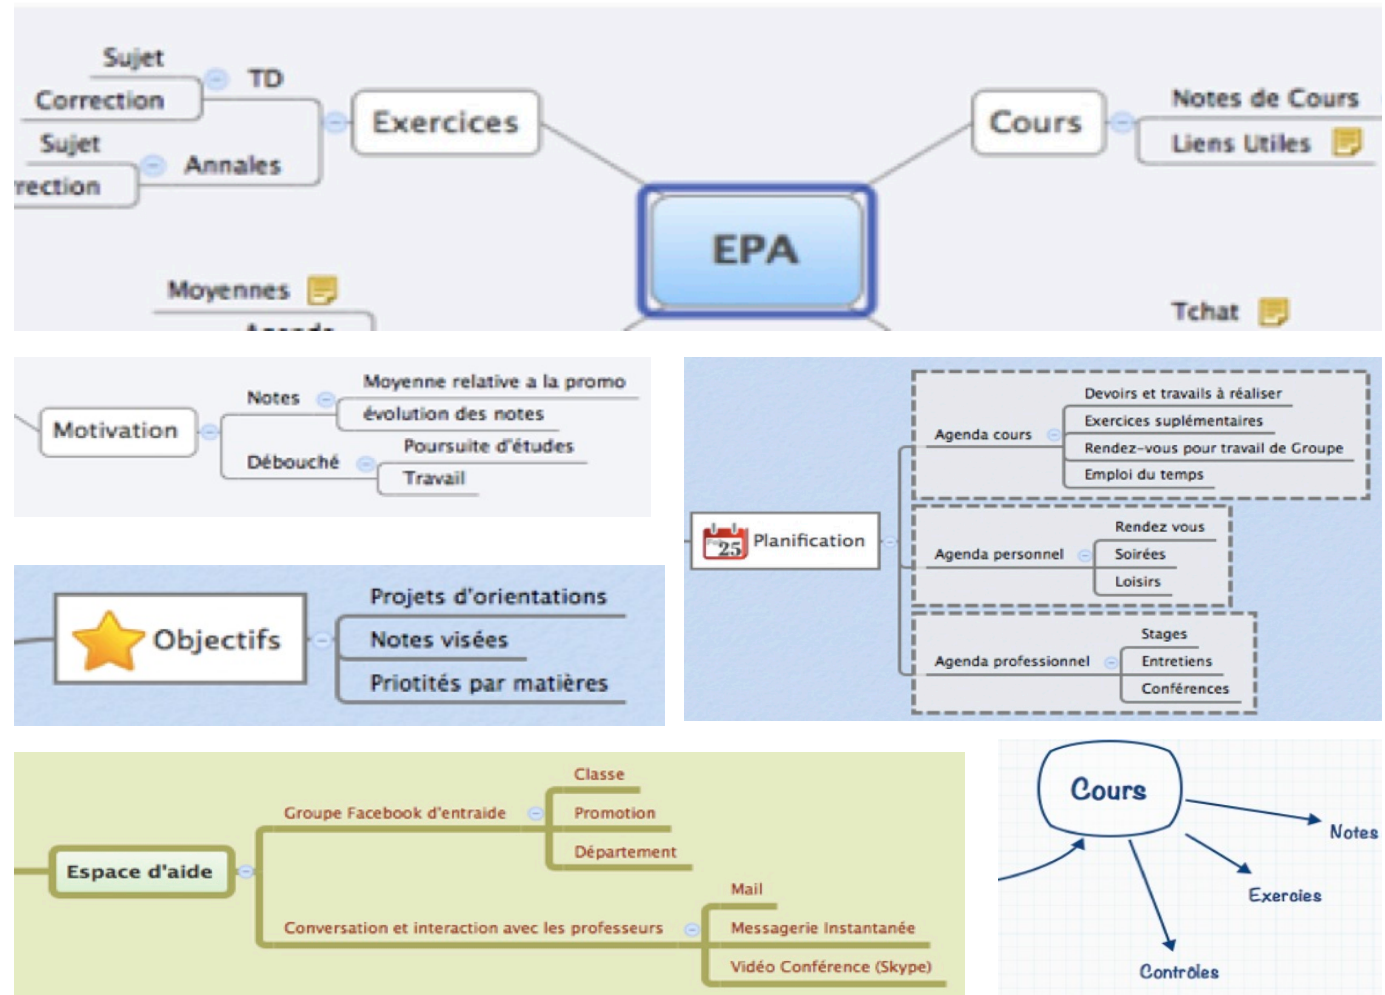 Sujet
Correction
TD
Sujet
rrection
Annales
Exercices
Cours
Notes de Cours
Liens Utiles
EPA
Moyennes
Tchat
Motivation
Notes
Moyenne relative a la promo
évolution des notes
Débouché
Poursuite d'études
Travail
Objectifs
Projets d'orientations
Notes visées
Priotités par matières
25
Planification
Agenda cours
Devoirs et travails à réaliser
Exercices suplémentaires
Rendez-vous pour travail de Groupe
Emploi du temps
Agenda personnel
Rendez vous
Soirées
Loisirs
Agenda professionnel
Stages
Entretiens
Conférences
Espace d'aide
Groupe Facebook d'entraide
Classe
Promotion
Département
Conversation et interaction avec les professeurs
Mail
Messagerie Instantanée
Vidéo Conférence (Skype)
Cours
Notes
Exercies
Contrôles